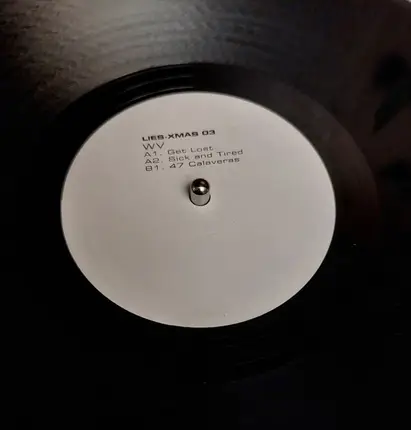 LIES-XMAS 03
WV
A1. Get Lost
A2. Sick and Tired
B1. 47 Calaveras